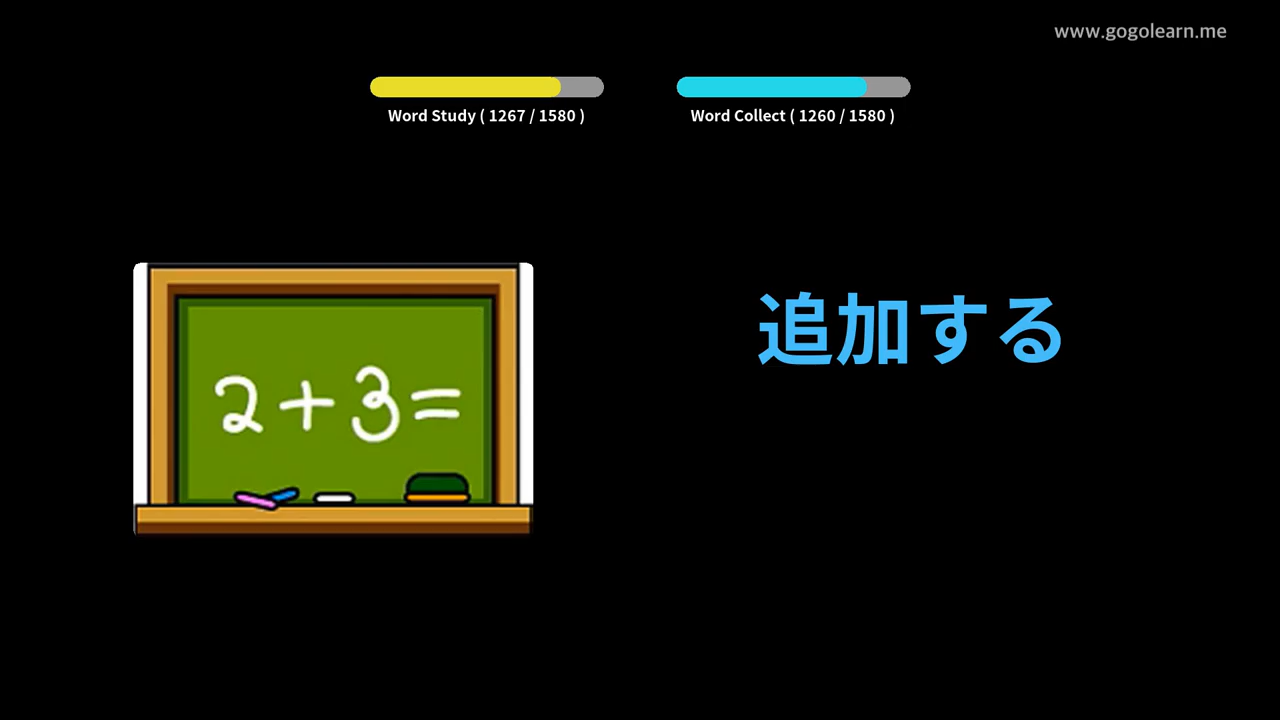 www.gogolearn.me
Word Study ( 1267 / 1580 )
Word Collect ( 1260 / 1580 )
追加する
2+3=